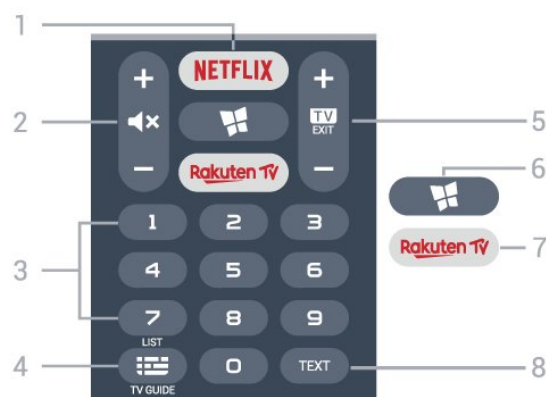 1
NETFLIX
+ +
2
TV
EXIT
5
6
- -
Rakuten TV
Rakuten TV
7
1 2 3
3
4 5 6
7 8 9
LIST
4
0
TEXT
8
TV GUIDE